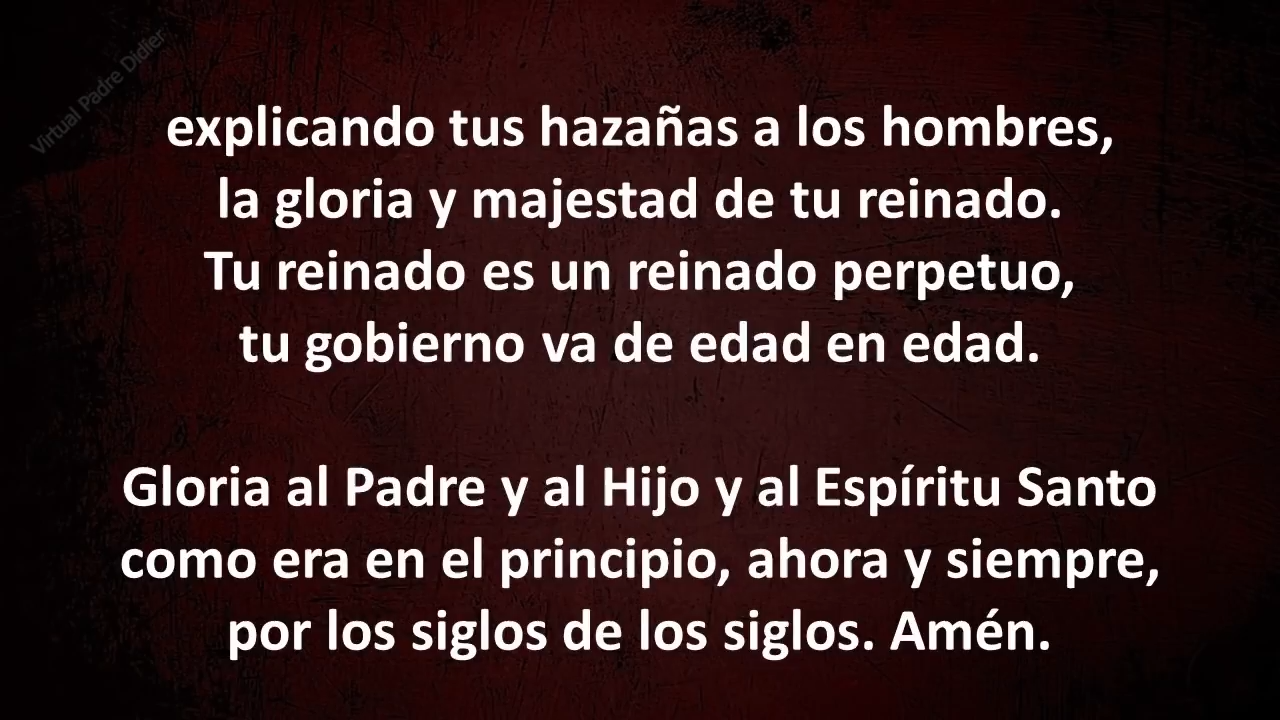 Virtual Padre Didier
explicando tus hazañas a los hombres,
la gloria y majestad de tu reinado.
Tu reinado es un reinado perpetuo,
tu gobierno va de edad en edad.
Gloria al Padre y al Hijo y al Espíritu Santo
como era en el principio, ahora y siempre,
por los siglos de los siglos. Amén.